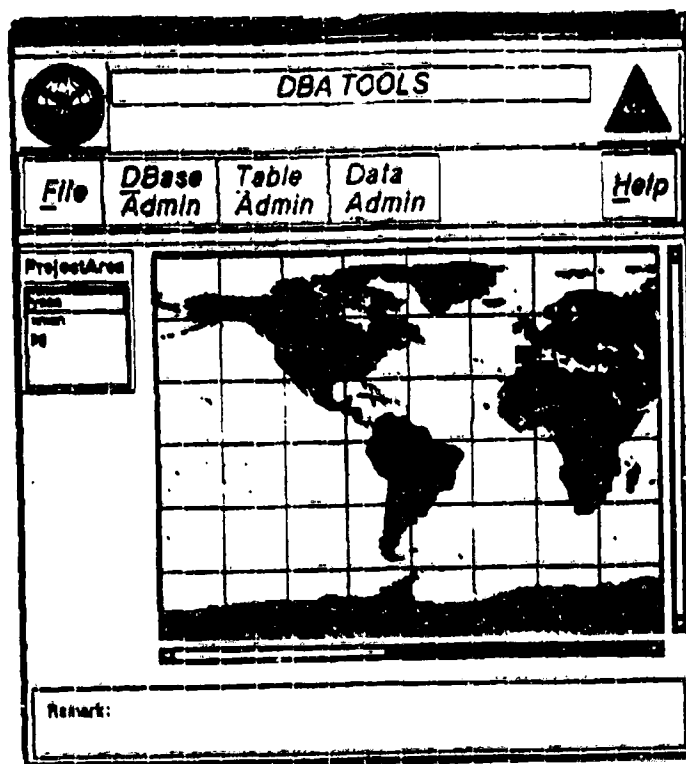 DBA TOOLS
File
DBase
Admin
Table
Admin
Data
Admin
Help
ProjectArea
Remark: